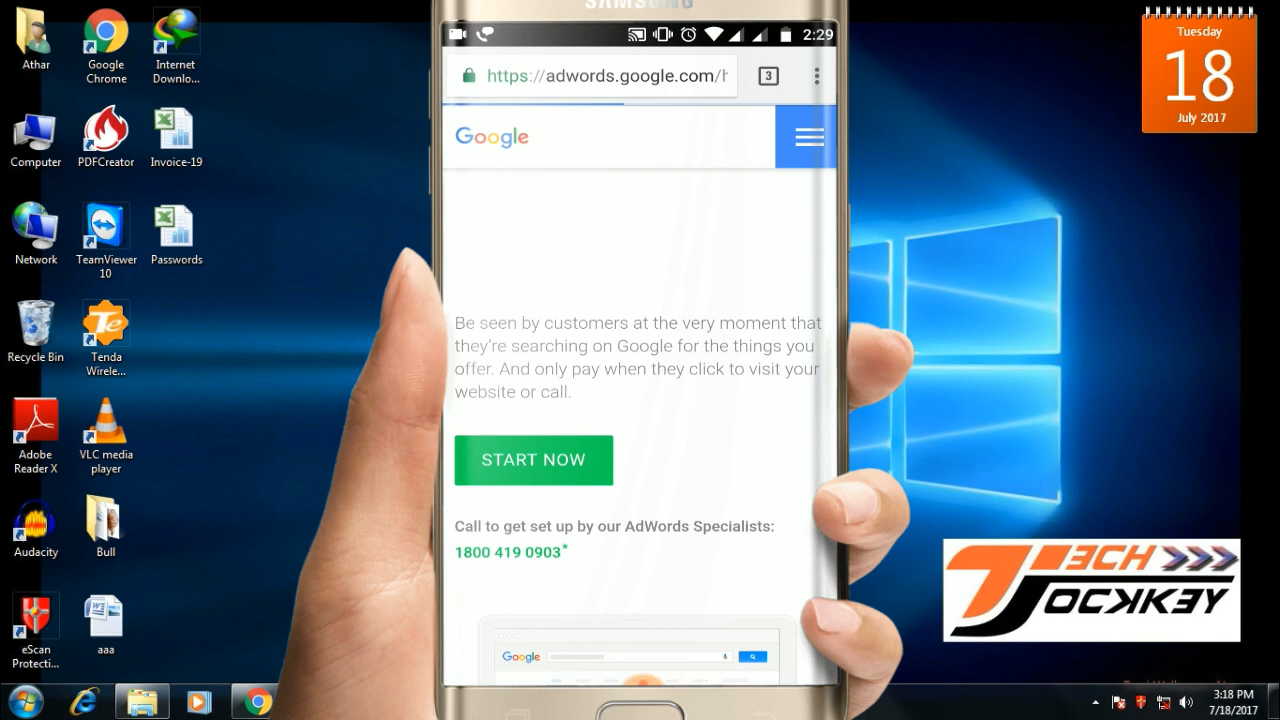 Athar
Google
Chrome
Internet
Downlo...
Computer
PDFCreator
Invoice-19
Network
TeamViewer
10
Passwords
Recycle Bin
Tenda
Wirele...
Adobe
Reader X
VLC media
player
Audacity
Bull
eScan
Protecti...
aaa
SAMSUNG
2:29
https://adwords.google.com/h
3
Google
Be seen by customers at the very moment that
they're searching on Google for the things you
offer. And only pay when they click to visit your
website or call.
START NOW
Call to get set up by our AdWords Specialists:
1800 419 0903*
Google
Tuesday
18
July 2017
TECH
JOCKKEY
3:18 PM
7/18/2017